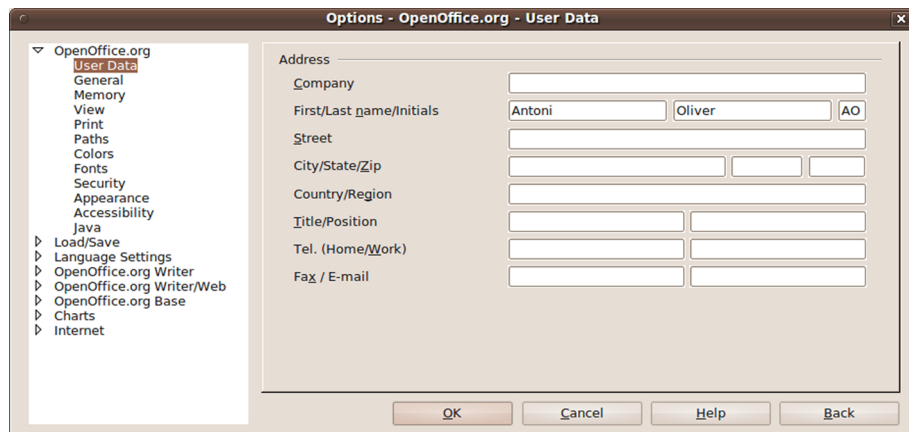 Options - OpenOffice.org - User Data
OpenOffice.org
User Data
General
Memory
View
Print
Paths
Colors
Fonts
Security
Appearance
Accessibility
Java
Load/Save
Language Settings
OpenOffice.org Writer
OpenOffice.org Writer/Web
OpenOffice.org Base
Charts
Internet
Address
Company
First/Last name/Initials Antoni Oliver AO
Street
City/State/Zip
Country/Region
Title/Position
Tel. (Home/Work)
Fax / E-mail
OK Cancel Help Back